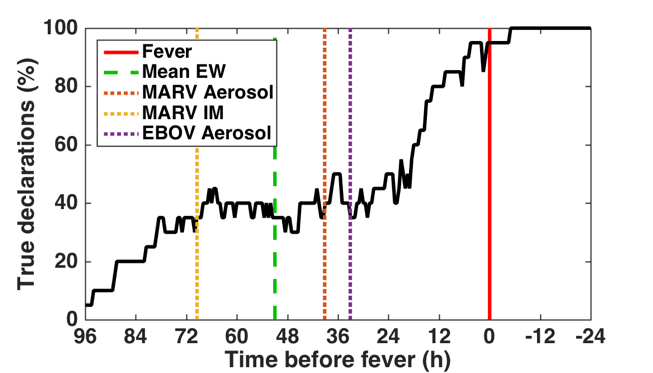 True declarations (%)
100
80
60
40
20
0
Fever
Mean EW
MARV Aerosol
MARV IM
EBOV Aerosol
96 84 72 60 48 36 24 12 0 -12 -24
Time before fever (h)